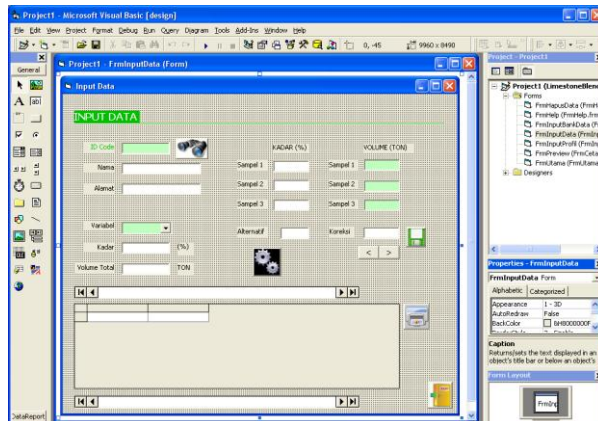 Project1 - Microsoft Visual Basic [design]
File Edit View Project Format Debug Run Query Diagram Tools Add-Ins Window Help
0, -45
9960 x 8490
General
DataReport
Project1 - FrmInputData (Form)
Input Data
INPUT DATA
ID Code
Nama
Alamat
Variabel
Kadar
(%)
Volume Total
TON
KADAR (%)
VOLUME (TON)
Sampel 1
Sampel 1
Sampel 2
Sampel 2
Sampel 3
Sampel 3
Alternatif
Koreksi
< >
Project - Project1
Project1 (LimestoneBlen
Forms
FrmHapusData (FrmH
FrmHelp (FrmHelp.frm
FrmInputBankData (F
FrmInputData (FrmInp
FrmInputProfil (FrmIn
FrmPreview (FrmCeta
FrmUtama (FrmUtama
Designers
Properties - FrmInputData
FrmInputData Form
Alphabetic Categorized
Appearance 1 - 3D
AutoRedraw False
BackColor &H8000000F
Caption
Returns/sets the text displayed in an
object's title bar or below an object's
Form Layout
FrmInp